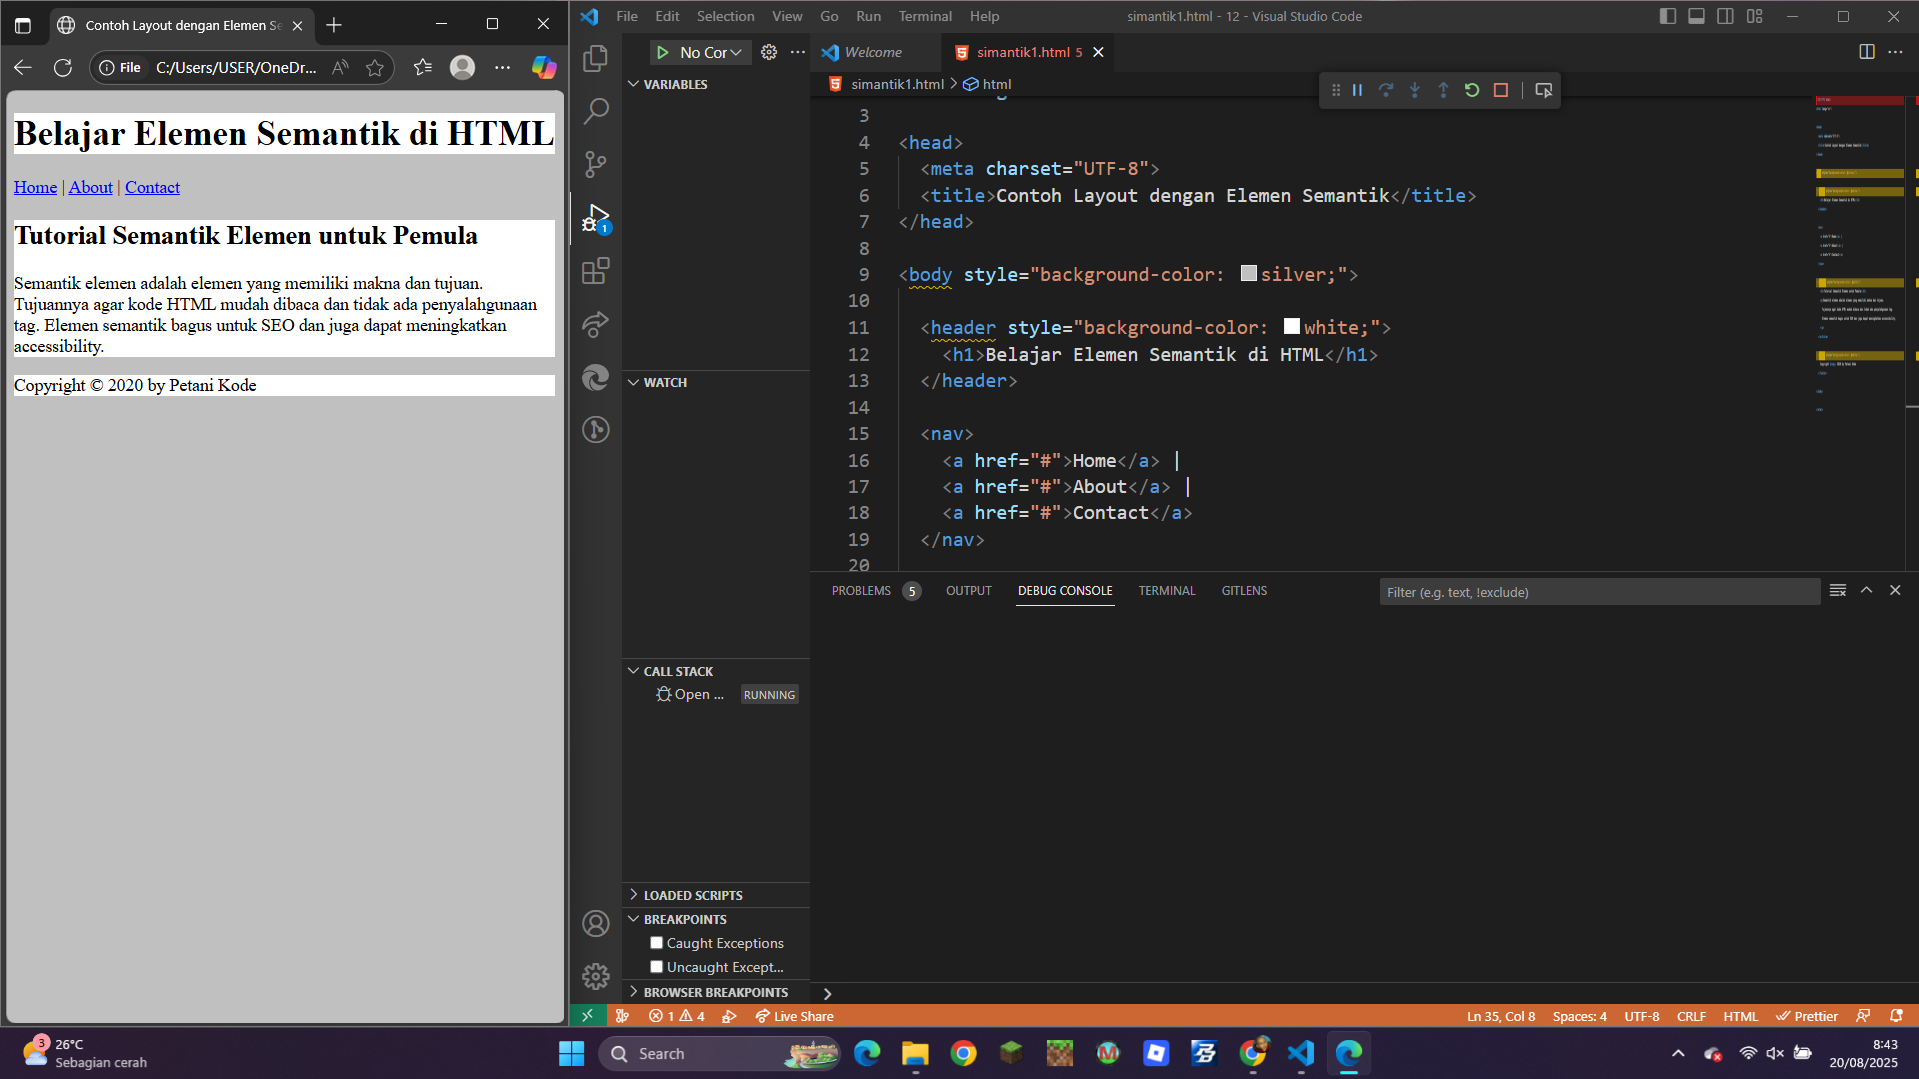 Contoh Layout dengan Elemen Se
File C:/Users/USER/OneDr...
Belajar Elemen Semantik di HTML
Home | About | Contact
Tutorial Semantik Elemen untuk Pemula
Semantik elemen adalah elemen yang memiliki makna dan tujuan.
Tujuannya agar kode HTML mudah dibaca dan tidak ada penyalahgunaan
tag. Elemen semantik bagus untuk SEO dan juga dapat meningkatkan
accessibility.
Copyright © 2020 by Petani Kode
File Edit Selection View Go Run Terminal Help simantik1.html - 12 - Visual Studio Code
No Cor
Welcome simantik1.html 5
simantik1.html > html
VARIABLES
WATCH
CALL STACK
Open ... RUNNING
LOADED SCRIPTS
BREAKPOINTS
Caught Exceptions
Uncaught Except...
BROWSER BREAKPOINTS
1
3
4 <head>
5 <meta charset="UTF-8">
6 <title>Contoh Layout dengan Elemen Semantik</title>
7 </head>
8
9 <body style="background-color: silver;">
10
11 <header style="background-color: white;">
12 <h1>Belajar Elemen Semantik di HTML</h1>
13 </header>
14
15 <nav>
16 <a href="#">Home</a> |
17 <a href="#">About</a> |
18 <a href="#">Contact</a>
19 </nav>
20
PROBLEMS 5 OUTPUT DEBUG CONSOLE TERMINAL GITLENS Filter (e.g. text, !exclude)
1 4 Live Share Ln 35, Col 8 Spaces: 4 UTF-8 CRLF HTML Prettier
3 26°C
Sebagian cerah
Search
8:43
20/08/2025